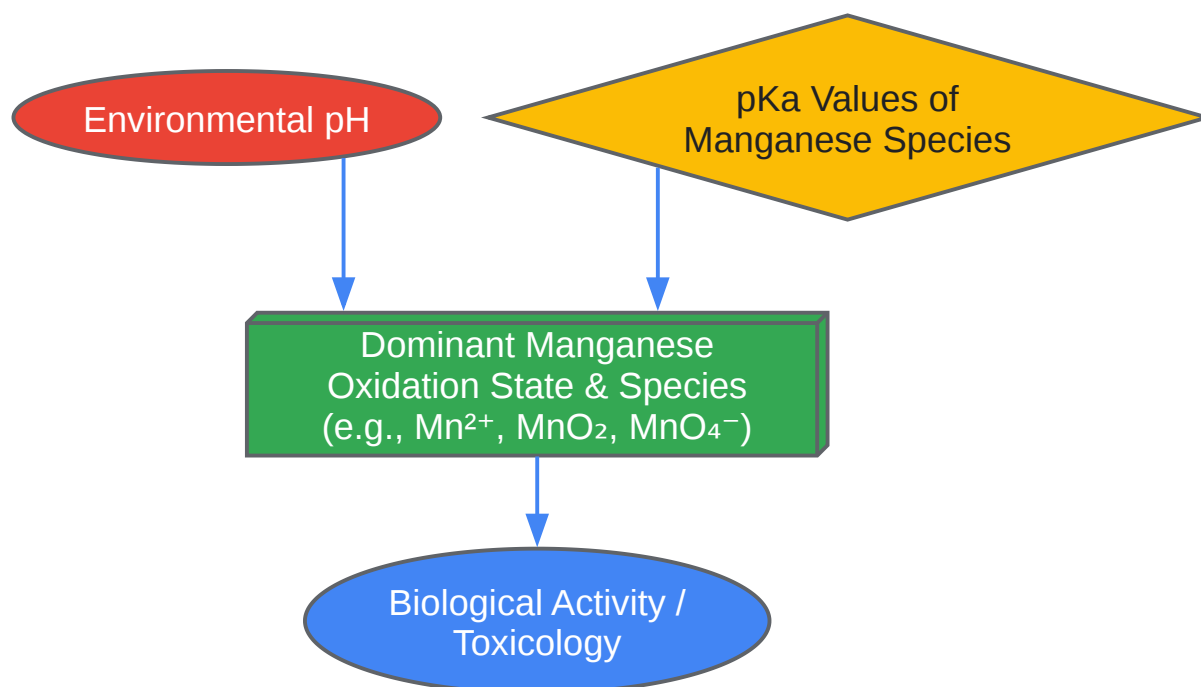 Environmental pH
pKa Values of
Manganese Species
Dominant Manganese
Oxidation State & Species
(e.g., Mn²⁺, MnO₂, MnO₄⁻)
Biological Activity /
Toxicology